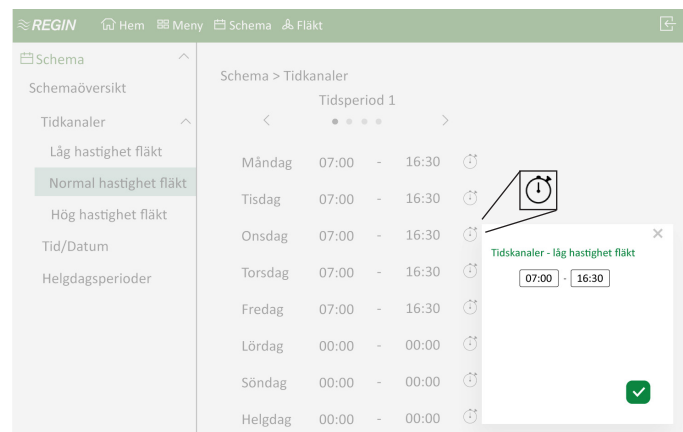 REGIN Hem Meny Schema Fläkt
Schema
Schemaöversikt
Tidkanaler
Låg hastighet fläkt
Normal hastighet fläkt
Hög hastighet fläkt
Tid/Datum
Helgdagsperioder
Schema > Tidkanaler
Tidsperiod 1
Måndag 07:00 - 16:30
Tisdag 07:00 - 16:30
Onsdag 07:00 - 16:30
Torsdag 07:00 - 16:30
Fredag 07:00 - 16:30
Lördag 00:00 - 00:00
Söndag 00:00 - 00:00
Helgdag 00:00 - 00:00
Tidskanaler - låg hastighet fläkt
07:00 - 16:30